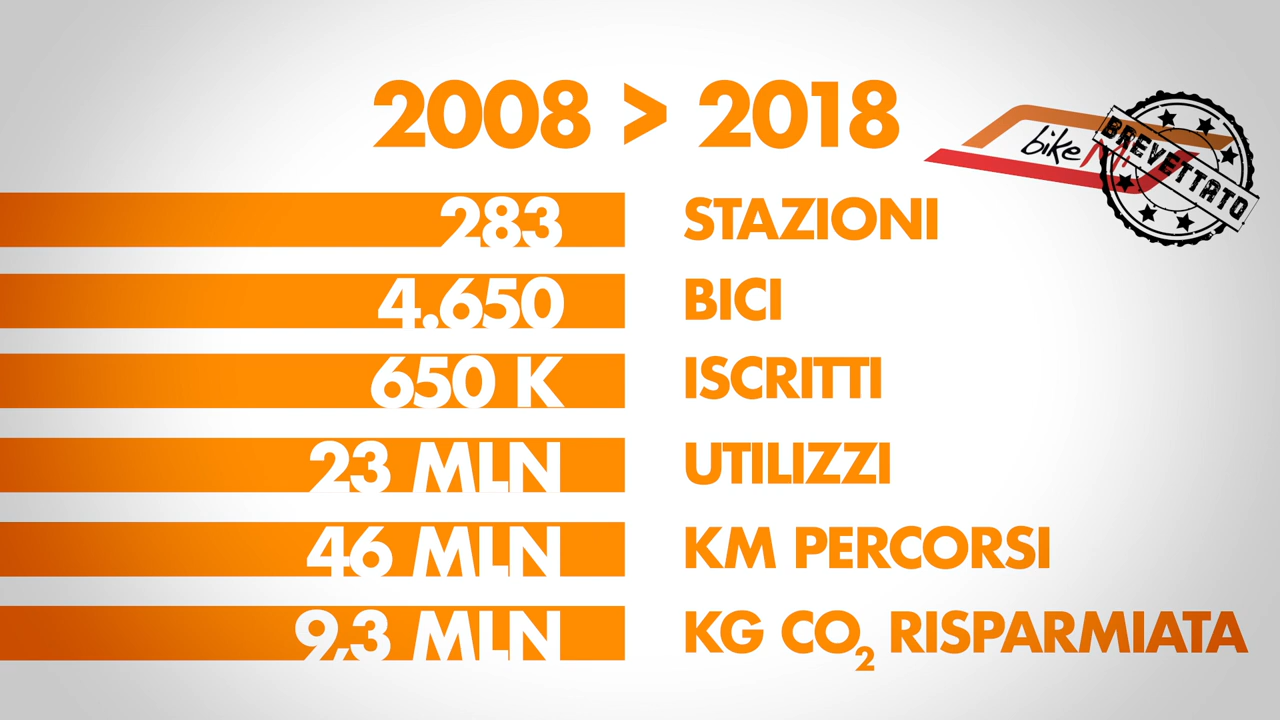 2008 > 2018
bikeMi
BREVETTATO
283 STAZIONI
4.650 BICI
650 K ISCRITTI
23 MLN UTILIZZI
46 MLN KM PERCORSI
9,3 MLN KG CO₂ RISPARMIATA